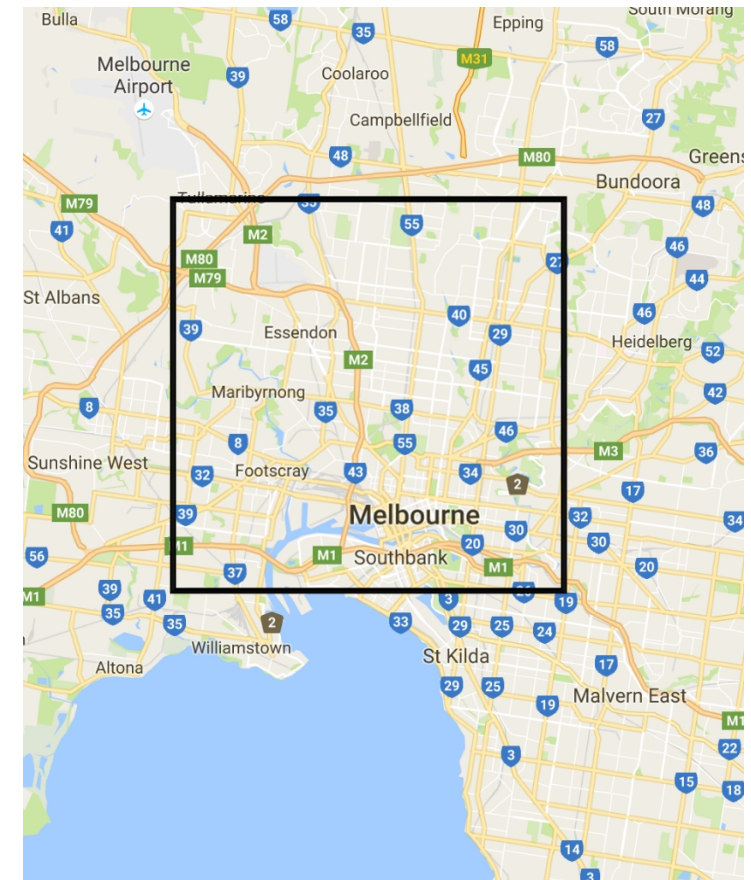 Bulla
58
35
Epping
South Morang
Melbourne
Airport
39
Coolaroo
M31
58
Campbellfield
27
48
M80
Greens
Bundoora
M79
Tullamarine
35
48
41
M2
55
46
M80
M79
27
44
St Albans
39
Essendon
40
29
46
Heidelberg
52
M2
45
Maribyrnong
42
8
35
38
8
55
46
M3
36
Sunshine West
32
Footscray
43
34
2
17
M80
39
Melbourne
32
34
56
M1
M1
Southbank
20
30
30
M1
37
M1
39
41
3
26
19
20
35
35
2
33
29
25
24
Williamstown
St Kilda
17
Altona
29
25
19
Malvern East
M1
3
22
15
18
14
3